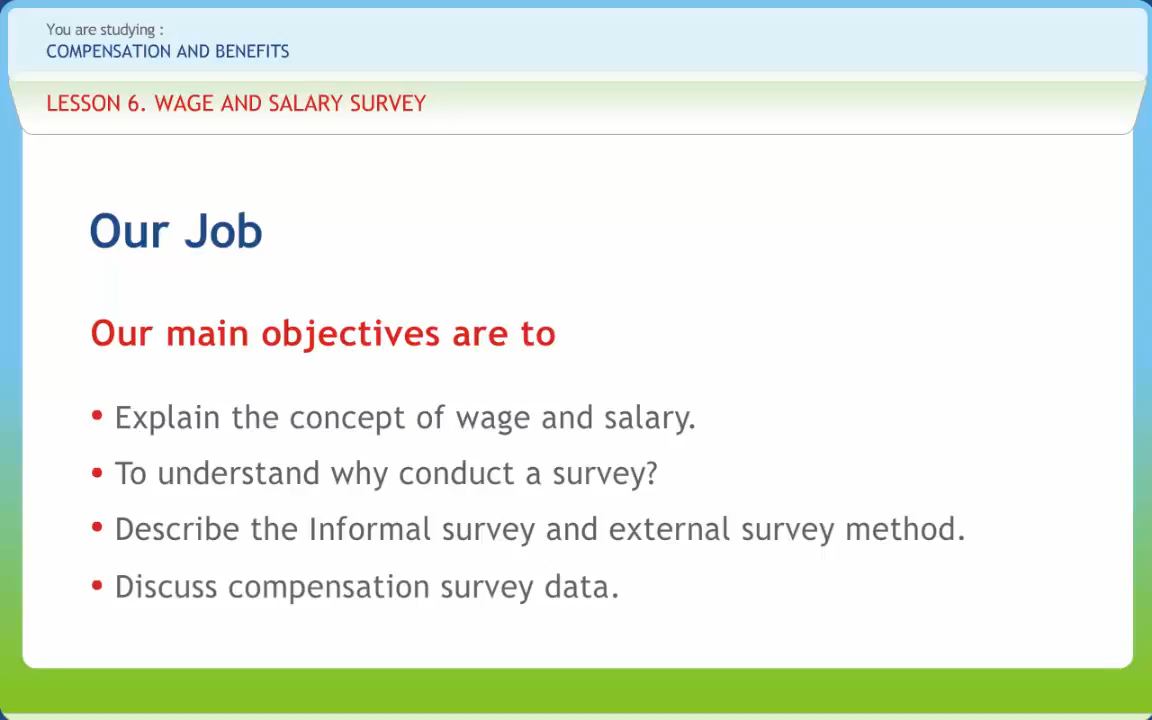 You are studying :
COMPENSATION AND BENEFITS
LESSON 6. WAGE AND SALARY SURVEY
Our Job
Our main objectives are to
• Explain the concept of wage and salary.
• To understand why conduct a survey?
• Describe the Informal survey and external survey method.
• Discuss compensation survey data.